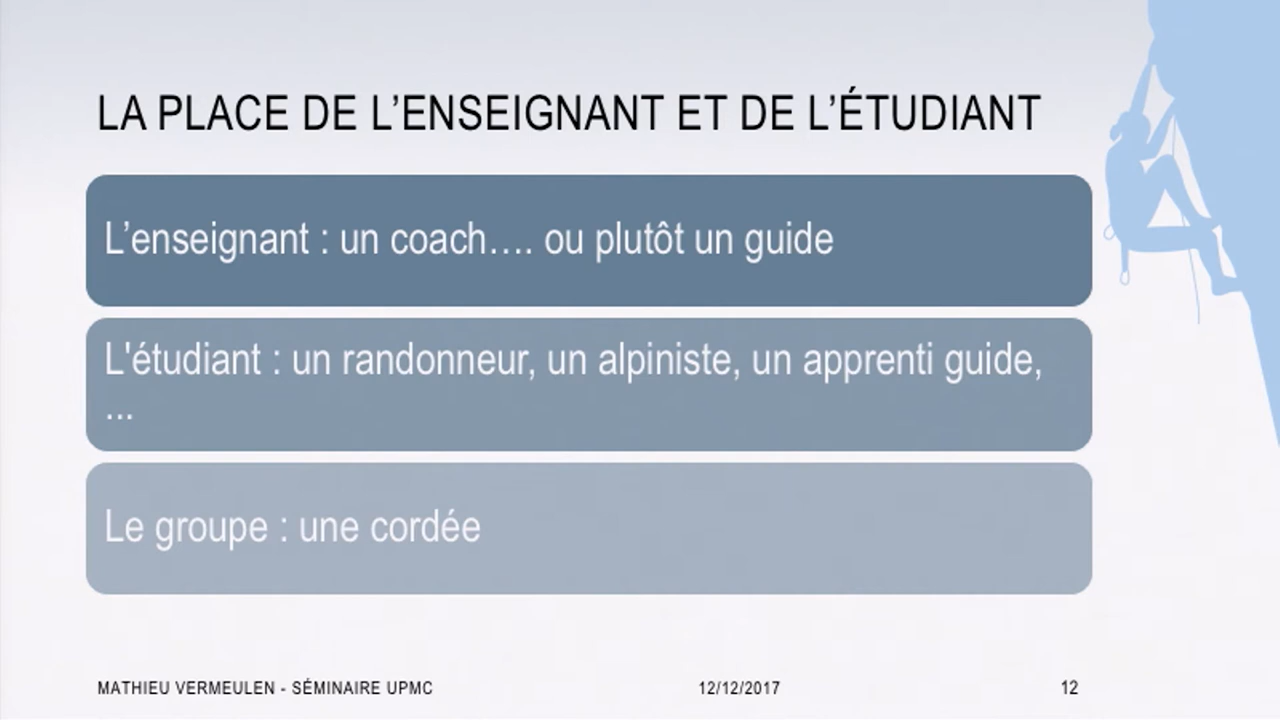 LA PLACE DE L’ENSEIGNANT ET DE L’ÉTUDIANT
L’enseignant : un coach…. ou plutôt un guide
L'étudiant : un randonneur, un alpiniste, un apprenti guide,
...
Le groupe : une cordée
MATHIEU VERMEULEN - SÉMINAIRE UPMC 12/12/2017 12